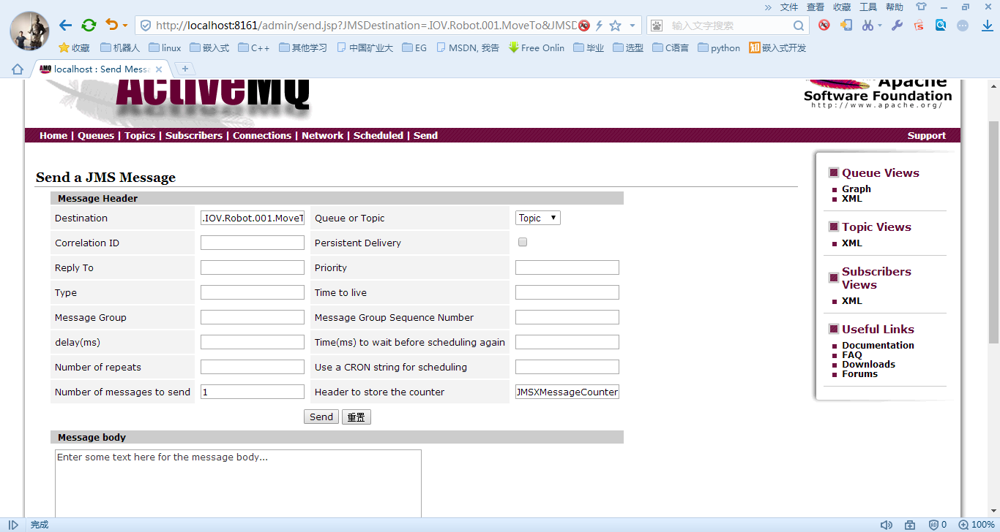 » 文件 查看 收藏 工具 帮助
http://localhost:8161/admin/send.jsp?JMSDestination=.IOV.Robot.001.MoveTo&JMSD 输入文字搜索
收藏 机器人 linux 嵌入式 C++ 其他学习 中国矿业大 EG MSDN, 我告 Free Onlin 毕业 选型 C语言 python 知 嵌入式开发
AMQ localhost : Send Messa
ActiveMQ
Apache
Software Foundation
http://www.apache.org/
Home | Queues | Topics | Subscribers | Connections | Network | Scheduled | Send Support
Send a JMS Message
Message Header
Destination .IOV.Robot.001.MoveT Queue or Topic Topic
Correlation ID Persistent Delivery
Reply To Priority
Type Time to live
Message Group Message Group Sequence Number
delay(ms) Time(ms) to wait before scheduling again
Number of repeats Use a CRON string for scheduling
Number of messages to send 1 Header to store the counter JMSXMessageCounter
Send 重置
Message body
Enter some text here for the message body...
Queue Views
Graph
XML
Topic Views
XML
Subscribers
Views
XML
Useful Links
Documentation
FAQ
Downloads
Forums
完成 0 100%